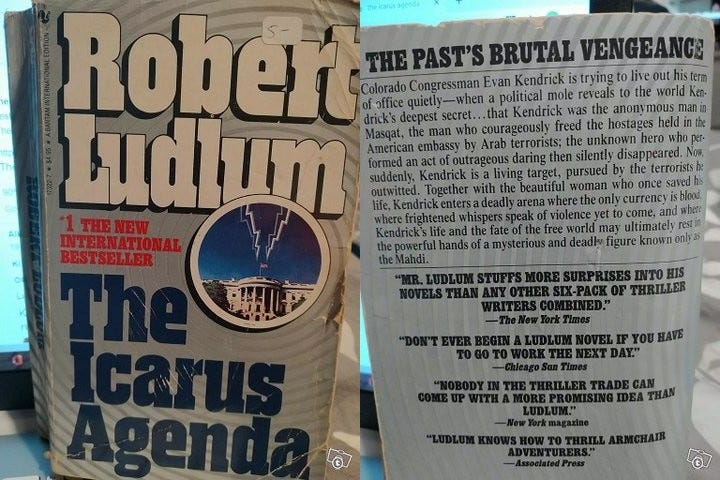 Robert
Ludlum
5-
#1 THE NEW
INTERNATIONAL
BESTSELLER
The
Icarus
Agenda
A BANTAM INTERNATIONAL EDITION
the icarus agenda
THE PAST'S BRUTAL VENGEANCE
Colorado Congressman Evan Kendrick is trying to live out his term
of office quietly—when a political mole reveals to the world Ken-
drick's deepest secret...that Kendrick was the anonymous man in
Masqat, the man who courageously freed the hostages held in the
American embassy by Arab terrorists; the unknown hero who per-
formed an act of outrageous daring then silently disappeared. Now,
suddenly, Kendrick is a living target, pursued by the terrorists he
outwitted. Together with the beautiful woman who once saved his
life, Kendrick enters a deadly arena where the only currency is blood,
where frightened whispers speak of violence yet to come, and where
Kendrick's life and the fate of the free world may ultimately rest in
the powerful hands of a mysterious and deadly figure known only as
the Mahdi.
"MR. LUDLUM STUFFS MORE SURPRISES INTO HIS
NOVELS THAN ANY OTHER SIX-PACK OF THRILLER
WRITERS COMBINED."
—The New York Times
"DON'T EVER BEGIN A LUDLUM NOVEL IF YOU HAVE
TO GO TO WORK THE NEXT DAY."
—Chicago Sun Times
"NOBODY IN THE THRILLER TRADE CAN
COME UP WITH A MORE PROMISING IDEA THAN
LUDLUM."
—New York magazine
"LUDLUM KNOWS HOW TO THRILL ARMCHAIR
ADVENTURERS."
—Associated Press